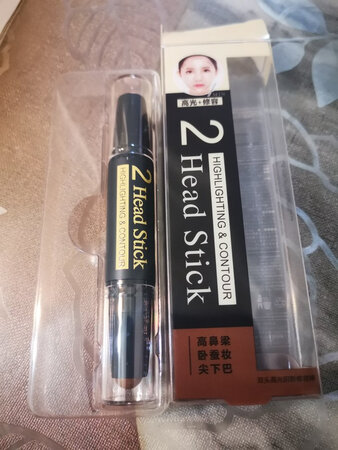 2 Head Stick
HIGHLIGHTING & CONTOUR
高光+修容
2 Head Stick
HIGHLIGHTING & CONTOUR
高鼻梁
卧蚕妆
尖下巴